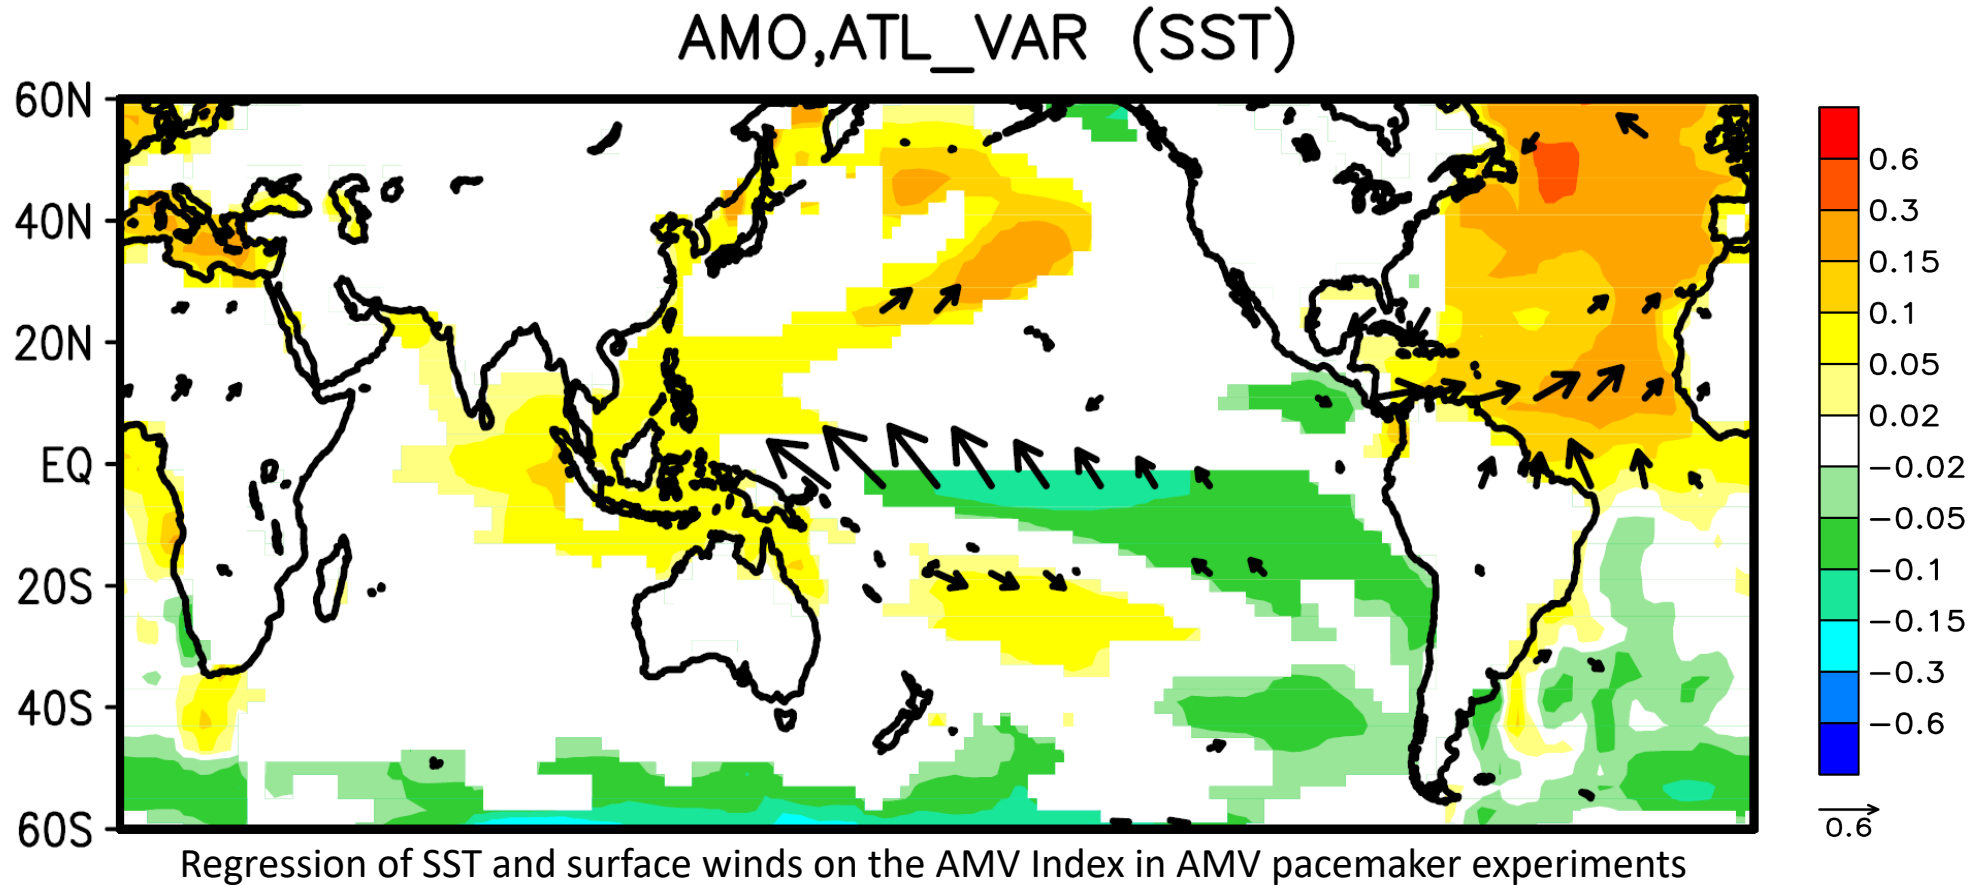 AMO,ATL_VAR (SST)
60N
40N
20N
EQ
20S
40S
60S
0.6
0.3
0.15
0.1
0.05
0.02
−0.02
−0.05
−0.1
−0.15
−0.3
−0.6
0.6
Regression of SST and surface winds on the AMV Index in AMV pacemaker experiments